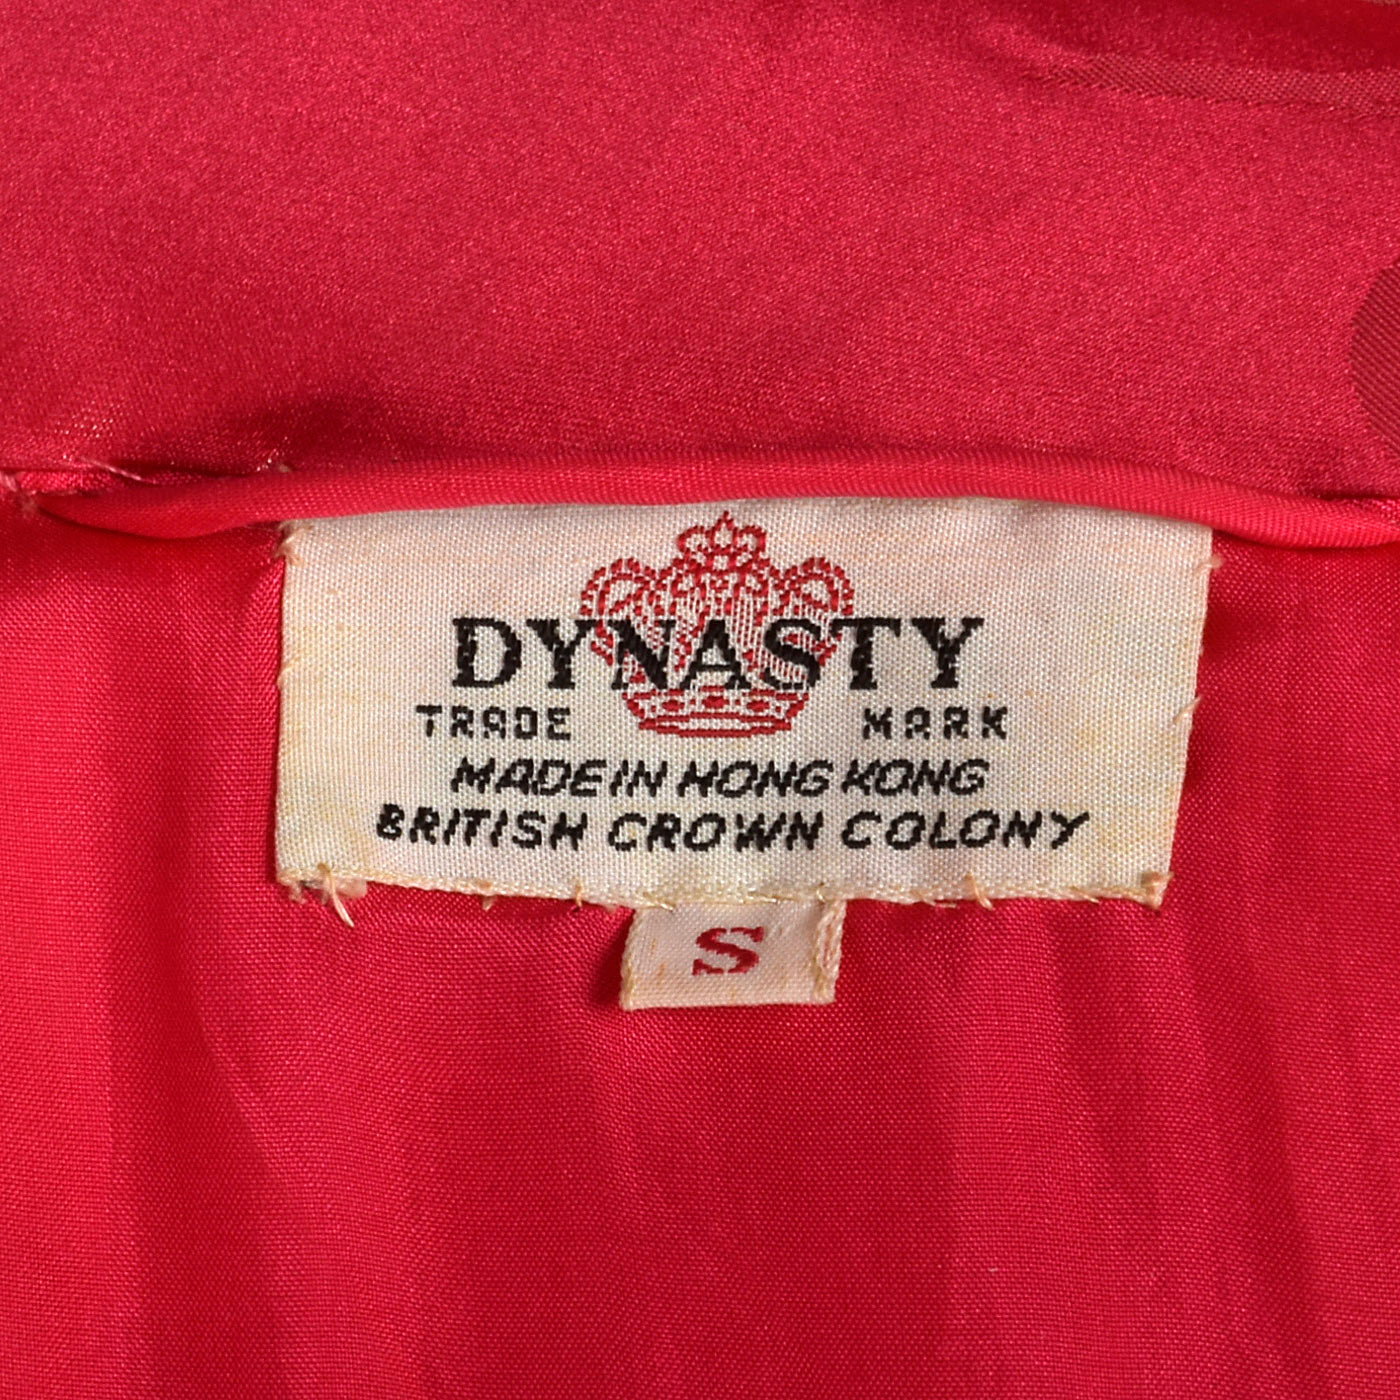 DYNASTY
TRADE MARK
MADE IN HONG KONG
BRITISH CROWN COLONY
S